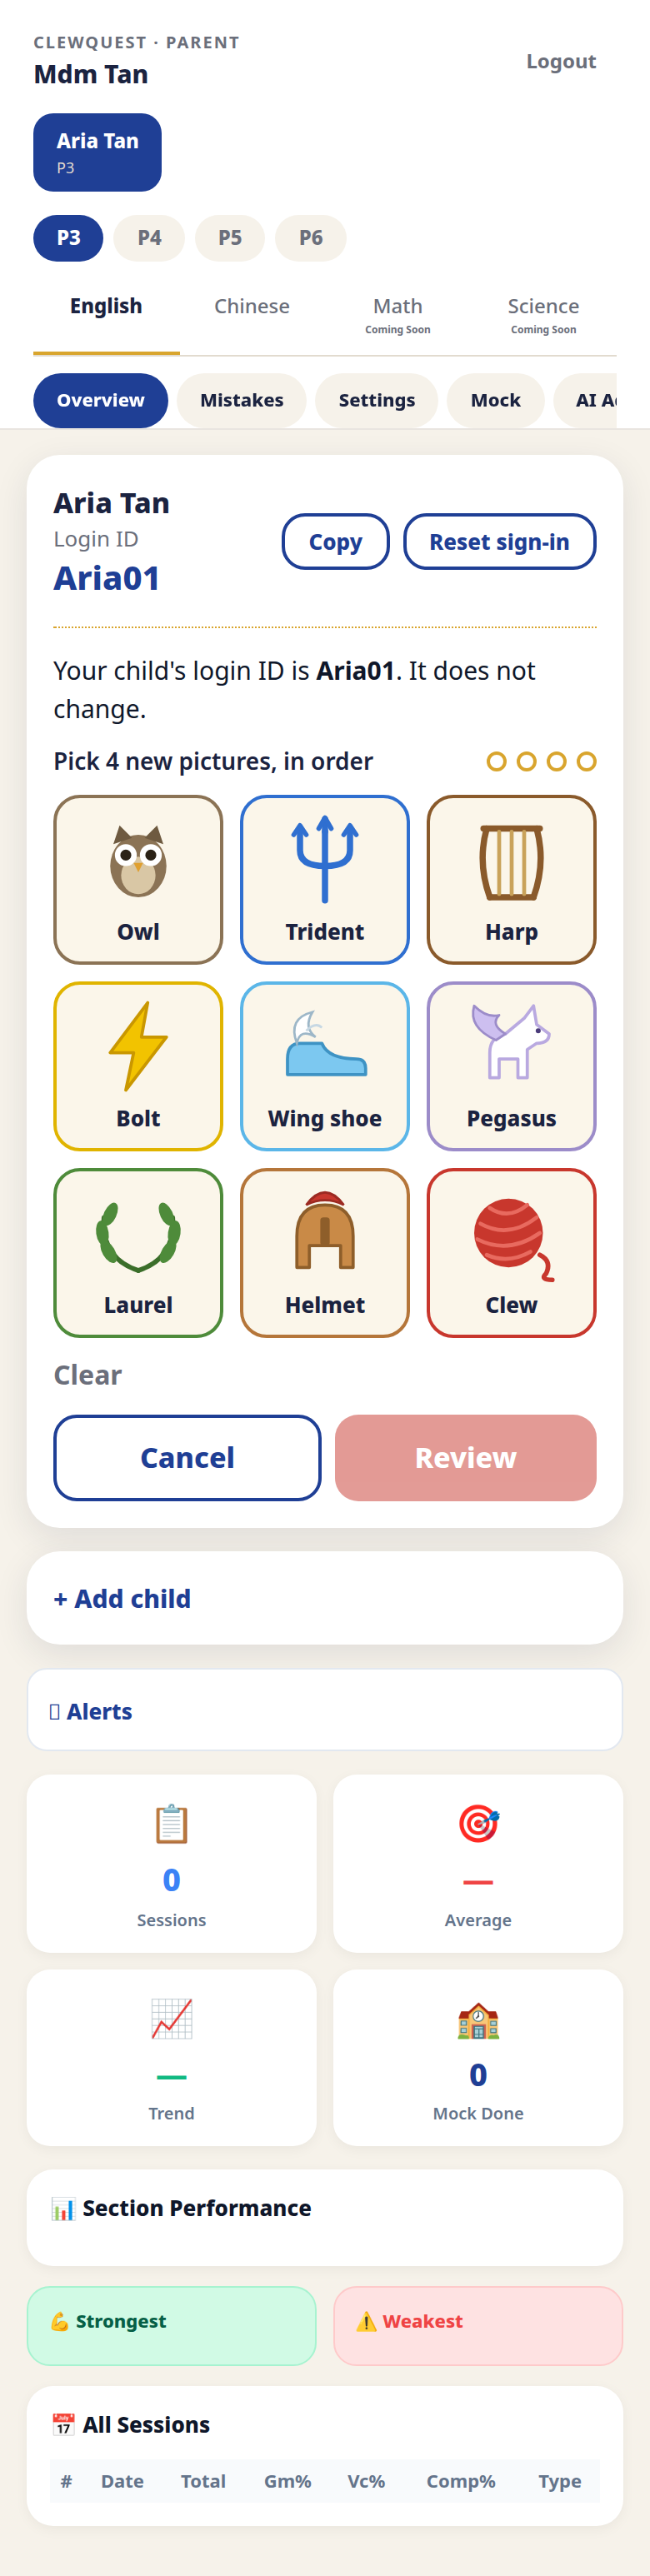 CLEWQUEST · PARENT
Mdm Tan
Logout
Aria Tan
P3
P3 P4 P5 P6
English Chinese Math Science
Coming Soon Coming Soon
Overview Mistakes Settings Mock AI
Aria Tan
Login ID
Aria01
Copy Reset sign-in
Your child's login ID is Aria01. It does not
change.
Pick 4 new pictures, in order
Owl Trident Harp
Bolt Wing shoe Pegasus
Laurel Helmet Clew
Clear
Cancel Review
+ Add child
Alerts
0 —
Sessions Average
— 0
Trend Mock Done
Section Performance
Strongest Weakest
All Sessions
# Date Total Gm% Vc% Comp% Type